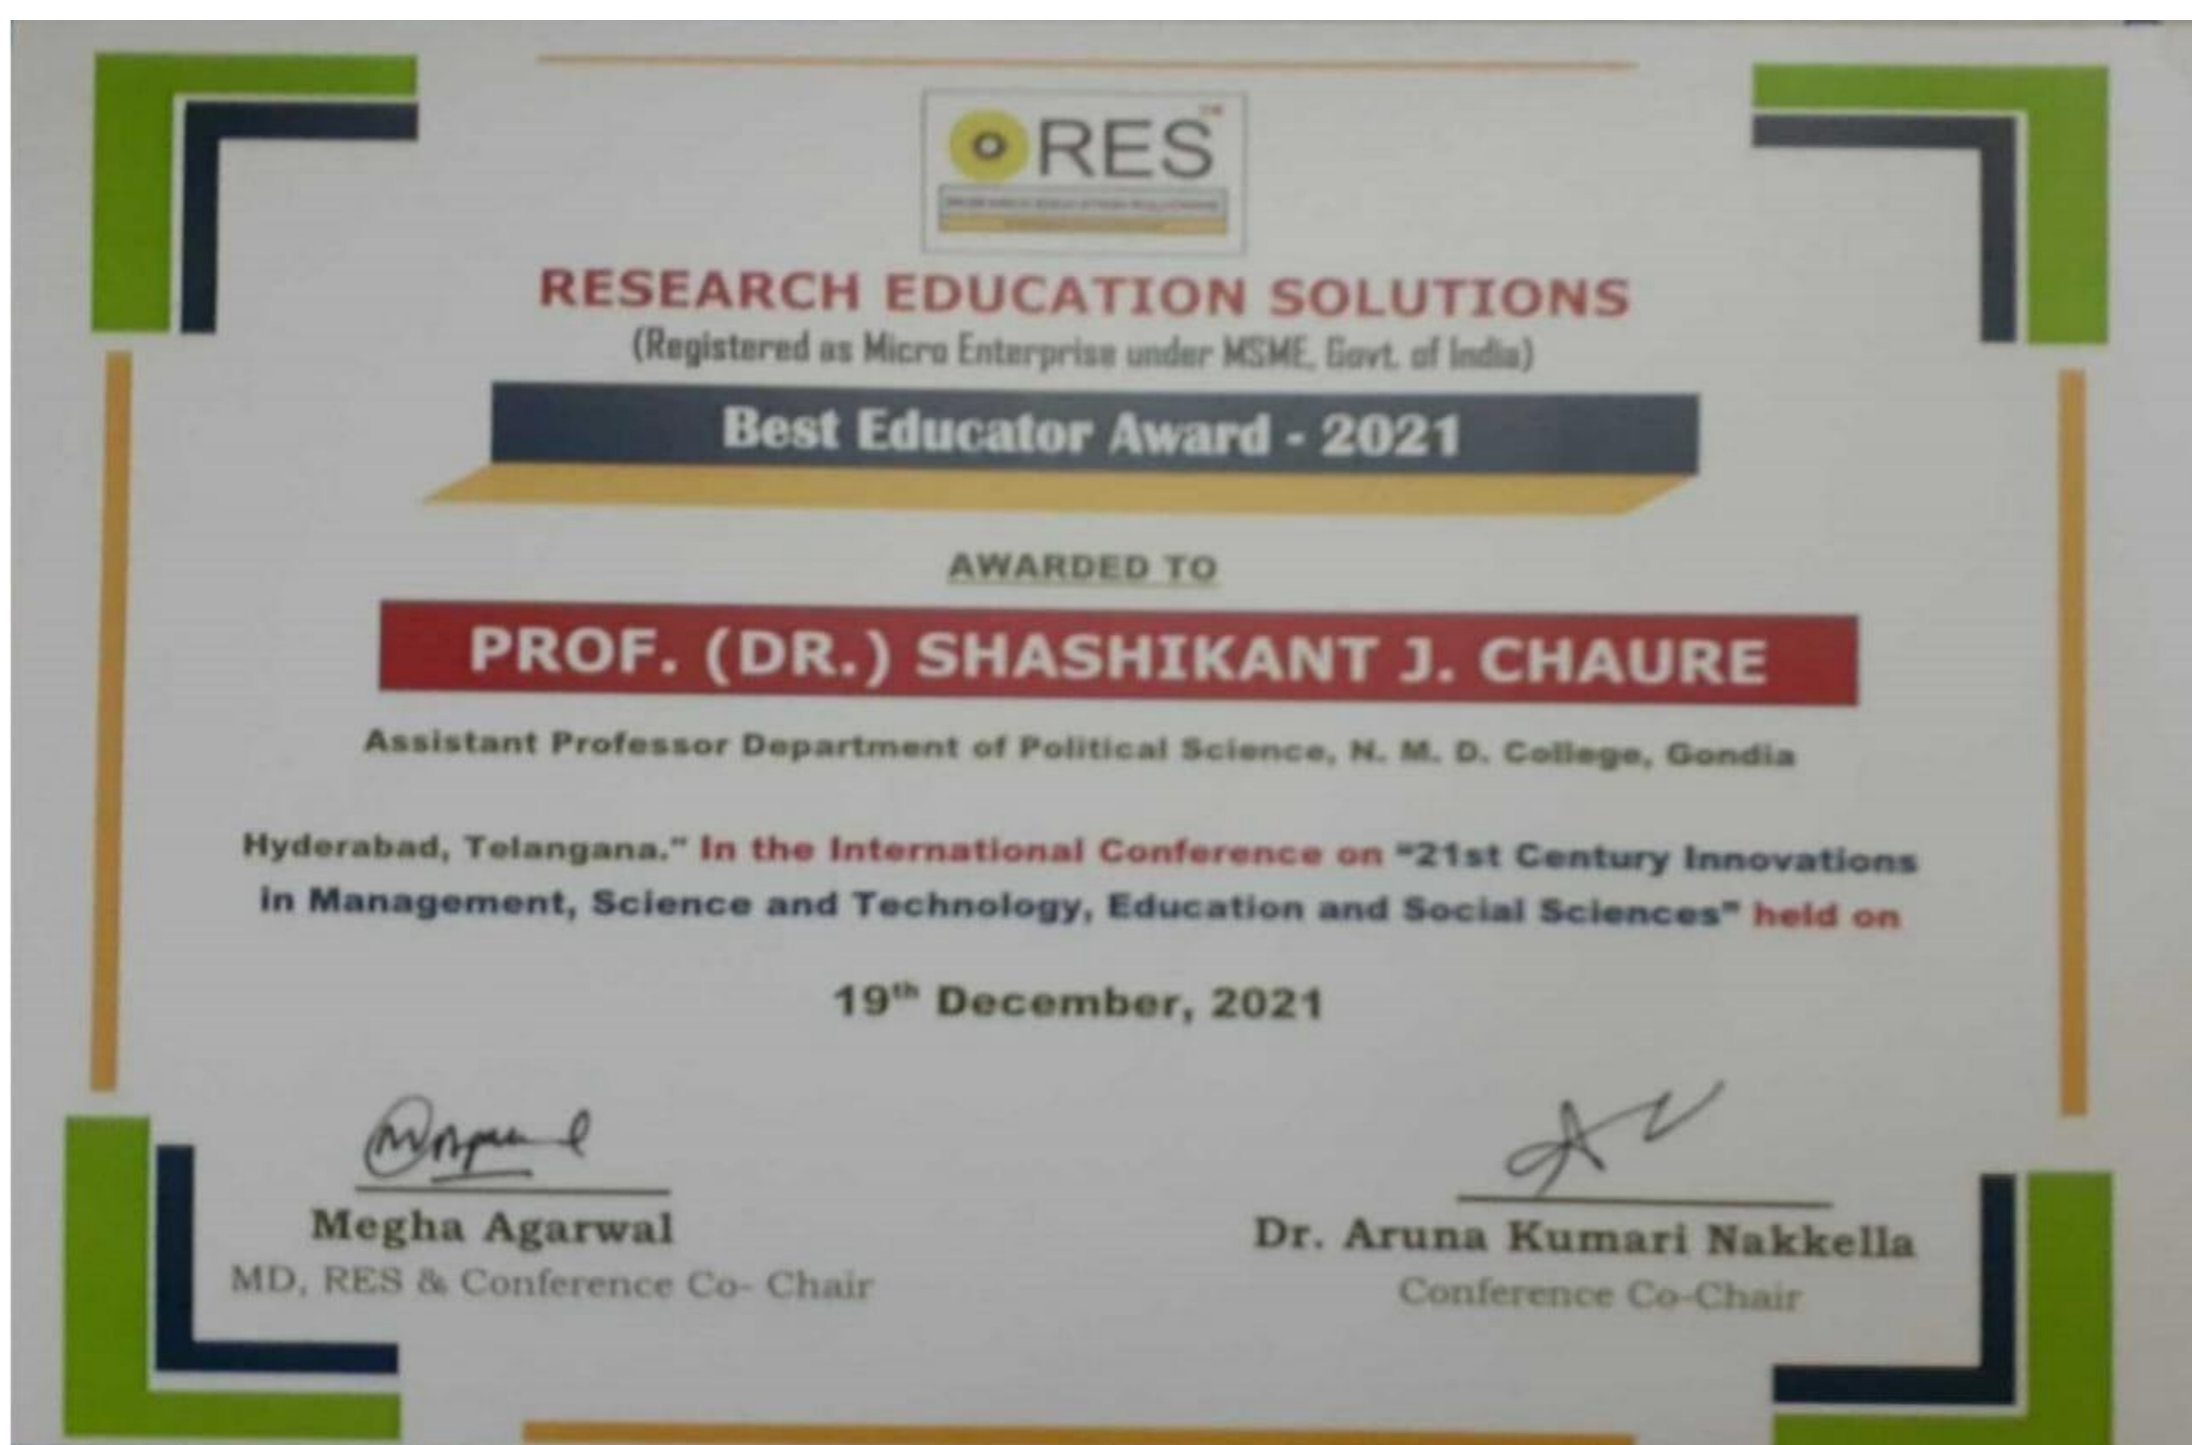 RES
RESEARCH EDUCATION SOLUTIONS
(Registered as Micro Enterprise under MSME, Govt. of India)
Best Educator Award - 2021
AWARDED TO
PROF. (DR.) SHASHIKANT J. CHAURE
Assistant Professor Department of Political Science, N. M. D. College, Gondia
Hyderabad, Telangana." In the International Conference on "21st Century Innovations
in Management, Science and Technology, Education and Social Sciences" held on
19th December, 2021
Megha Agarwal
MD, RES & Conference Co- Chair
Dr. Aruna Kumari Nakkella
Conference Co-Chair